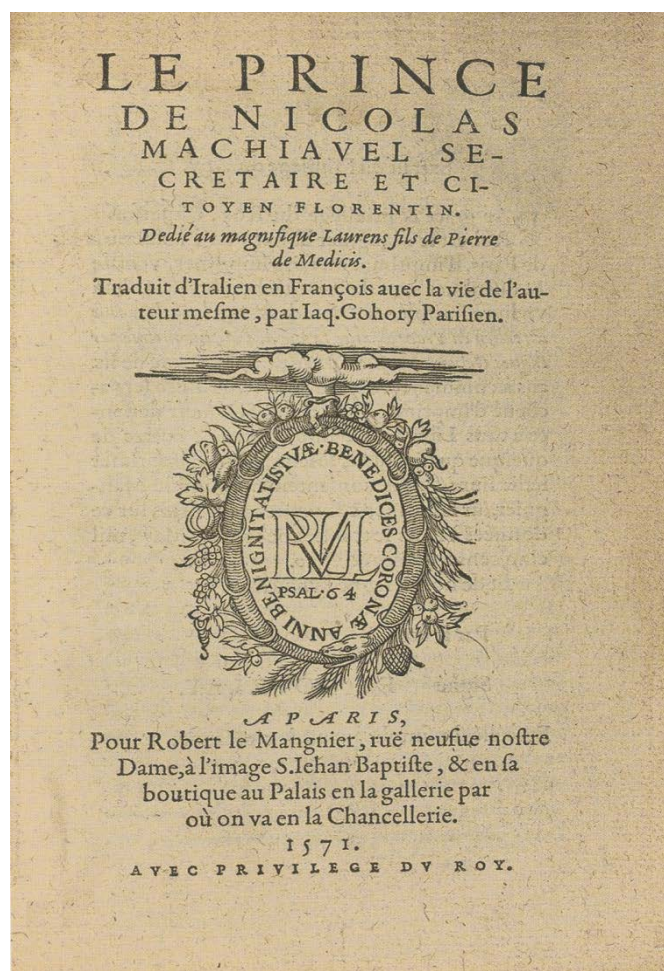 LE PRINCE
DE NICOLAS
MACHIAVEL SE-
CRETAIRE ET CI-
TOYEN FLORENTIN.
Dedié au magnifique Laurens fils de Pierre
de Medicis.
Traduit d'Italien en François auec la vie de l'au-
teur meſme, par Iaq. Gohory Pariſien.
BENEDICES CORONÆ ANNI BENIGNITATIS TVÆ·
RVML
PSAL·64
A PARIS,
Pour Robert le Mangnier, ruë neufue noſtre
Dame, à l'image S. Iehan Baptiſte, & en ſa
boutique au Palais en la gallerie par
où on va en la Chancellerie.
1571.
AVEC PRIVILEGE DV ROY.